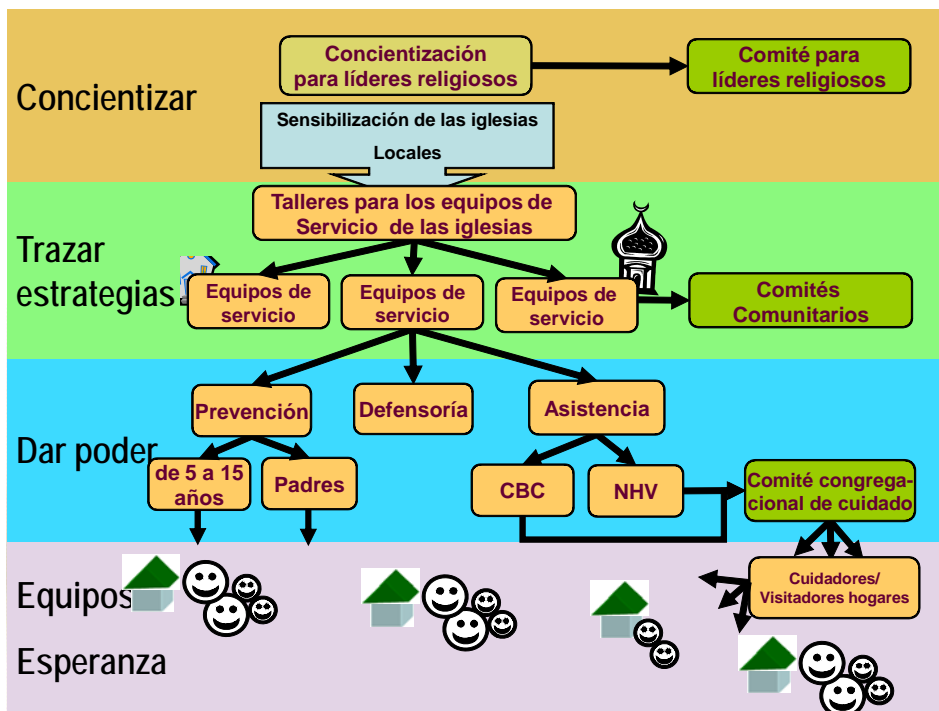 Concientizar
Concientización
para líderes religiosos
Comité para
líderes religiosos
Sensibilización de las iglesias
Locales
Trazar
estrategias
Talleres para los equipos de
Servicio de las iglesias
Equipos de
servicio
Equipos de
servicio
Equipos de
servicio
Comités
Comunitarios
Dar poder
Prevención
Defensoría
Asistencia
de 5 a 15
años
Padres
CBC
NHV
Comité congrega-
cional de cuidado
Equipos
Esperanza
Cuidadores/
Visitadores hogares